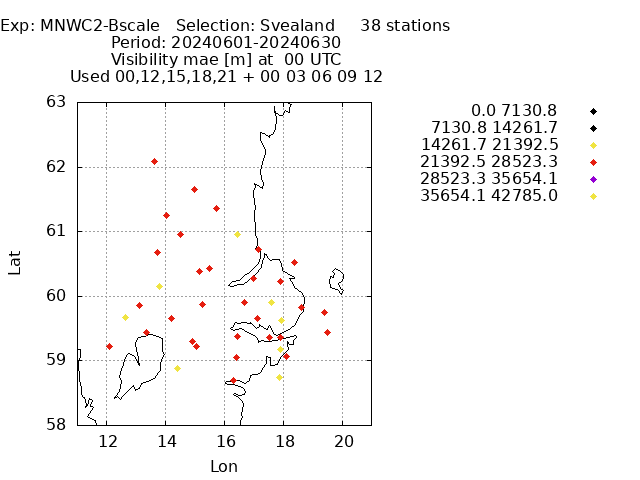 Exp: MNWC2-Bscale   Selection: Svealand     38 stations
Period: 20240601-20240630
Visibility mae [m] at  00 UTC
Used 00,12,15,18,21 + 00 03 06 09 12
0.0 7130.8
7130.8 14261.7
14261.7 21392.5
21392.5 28523.3
28523.3 35654.1
35654.1 42785.0
63
62
61
60
59
58
Lat
12 14 16 18 20
Lon